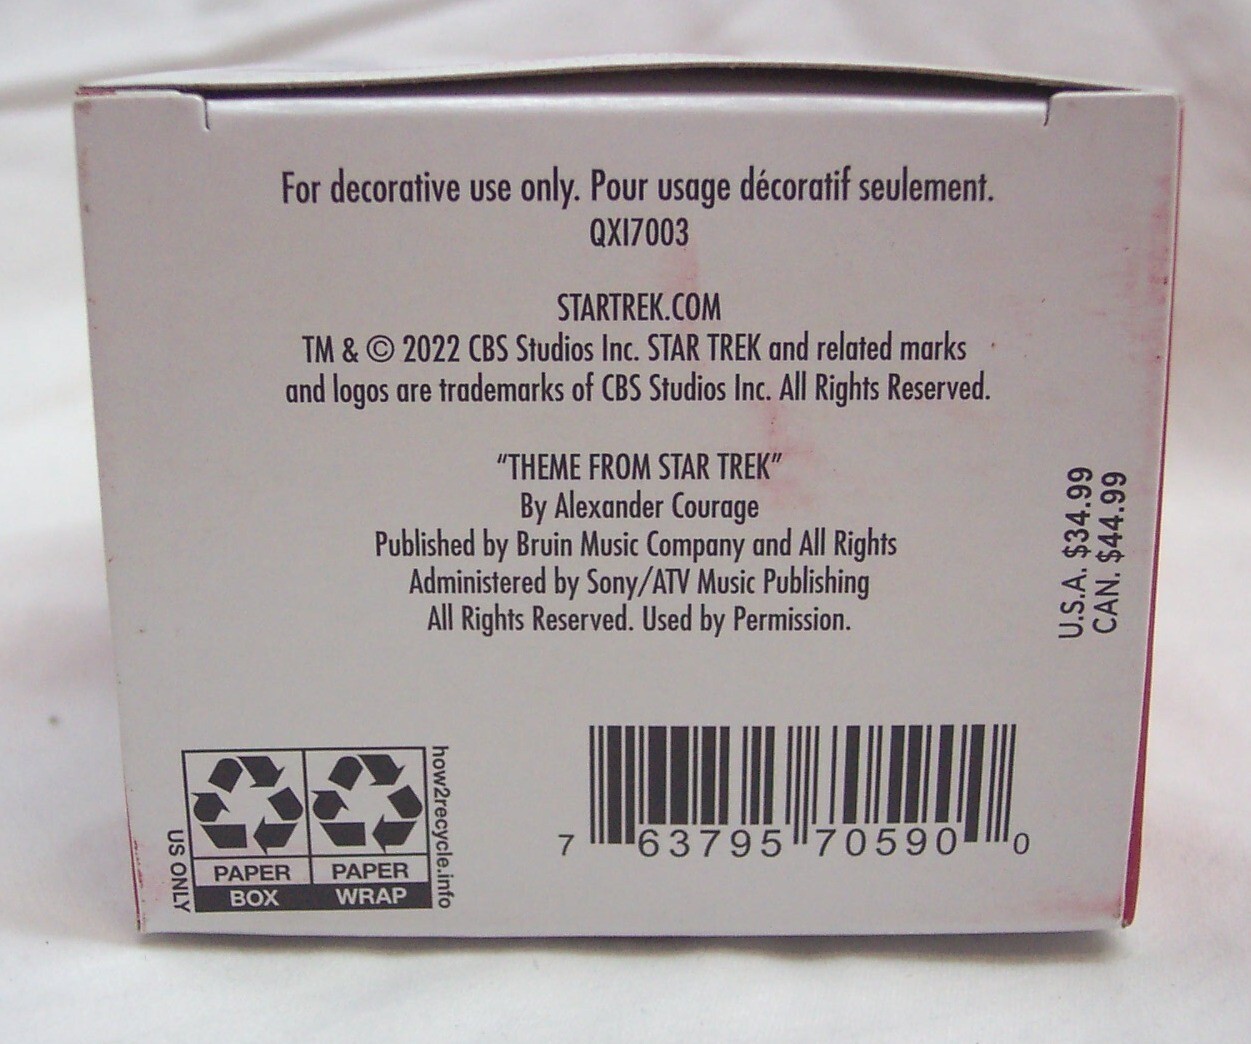 For decorative use only. Pour usage décoratif seulement.
QXI7003
STARTREK.COM
TM & © 2022 CBS Studios Inc. STAR TREK and related marks
and logos are trademarks of CBS Studios Inc. All Rights Reserved.
“THEME FROM STAR TREK”
By Alexander Courage
Published by Bruin Music Company and All Rights
Administered by Sony/ATV Music Publishing
All Rights Reserved. Used by Permission.
U.S.A. $34.99
CAN. $44.99
US ONLY
PAPER
BOX
PAPER
WRAP
how2recycle.info
7 63795 70590 0